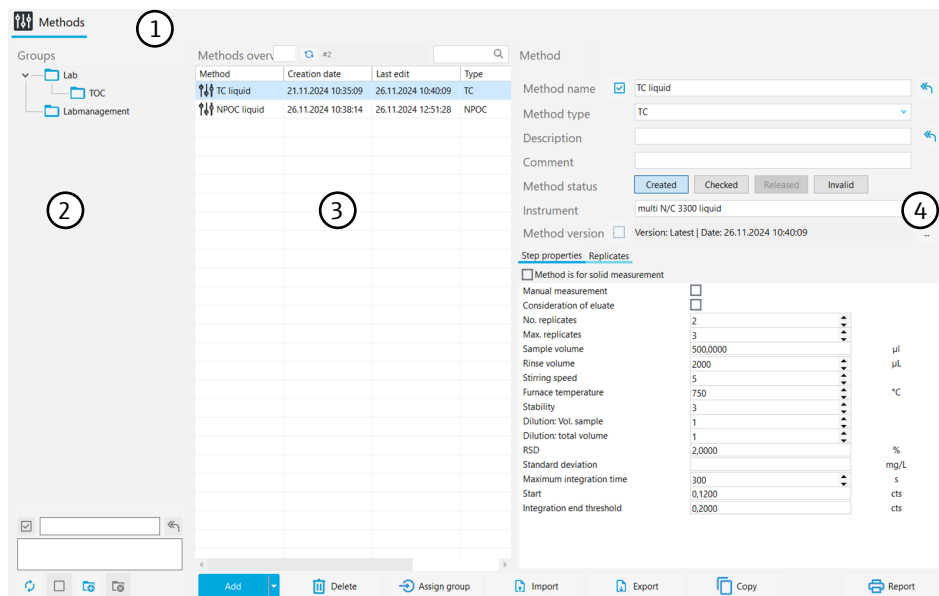 Methods
1
Groups
Lab
TOC
Labmanagement
2
Methods overv #2
Method Creation date Last edit Type
TC liquid 21.11.2024 10:35:09 26.11.2024 10:40:09 TC
NPOC liquid 26.11.2024 10:38:14 26.11.2024 12:51:28 NPOC
3
Method
Method name TC liquid
Method type TC
Description
Comment
Method status Created Checked Released Invalid
Instrument multi N/C 3300 liquid
4
Method version Version: Latest | Date: 26.11.2024 10:40:09 ...
Step properties Replicates
Method is for solid measurement
Manual measurement
Consideration of eluate
No. replicates 2
Max. replicates 3
Sample volume 500,0000 µl
Rinse volume 2000 µL
Stirring speed 5
Furnace temperature 750 °C
Stability 3
Dilution: Vol. sample 1
Dilution: total volume 1
RSD 2,0000 %
Standard deviation mg/L
Maximum integration time 300 s
Start 0,1200 cts
Integration end threshold 0,2000 cts
Add Delete Assign group Import Export Copy Report